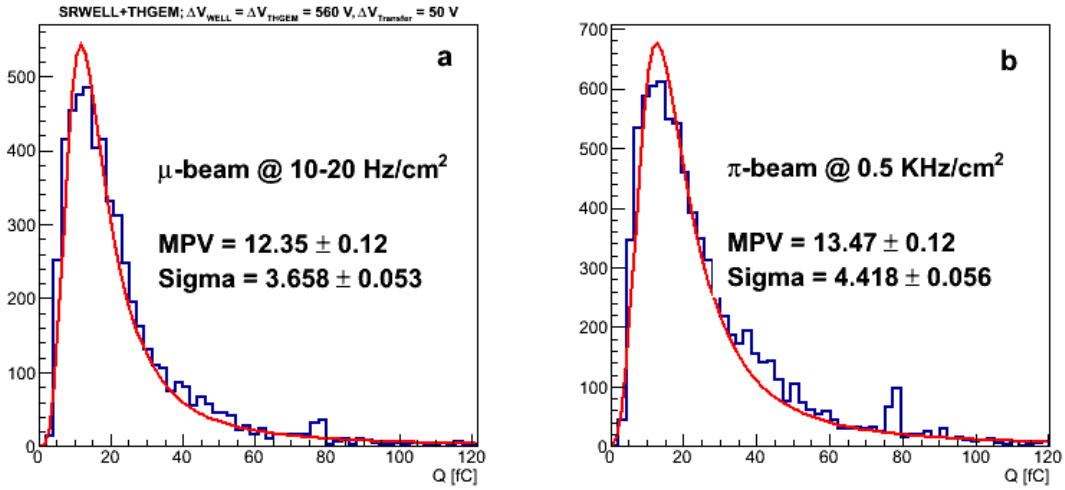 SRWELL+THGEM; ΔV_WELL = ΔV_THGEM = 560 V, ΔV_Transfer = 50 V
a
μ-beam @ 10-20 Hz/cm²
MPV = 12.35 ± 0.12
Sigma = 3.658 ± 0.053
500
400
300
200
100
0
0 20 40 60 80 100 120
Q [fC]
b
π-beam @ 0.5 KHz/cm²
MPV = 13.47 ± 0.12
Sigma = 4.418 ± 0.056
700
600
500
400
300
200
100
0
0 20 40 60 80 100 120
Q [fC]